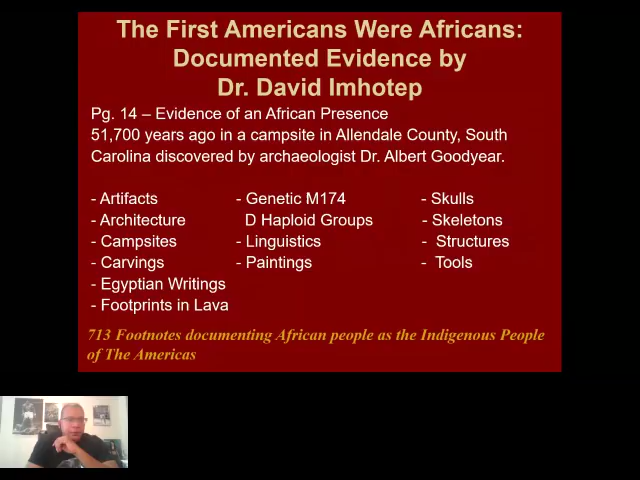 The First Americans Were Africans:
Documented Evidence by
Dr. David Imhotep
Pg. 14 – Evidence of an African Presence
51,700 years ago in a campsite in Allendale County, South
Carolina discovered by archaeologist Dr. Albert Goodyear.
- Artifacts - Genetic M174 - Skulls
- Architecture D Haploid Groups - Skeletons
- Campsites - Linguistics - Structures
- Carvings - Paintings - Tools
- Egyptian Writings
- Footprints in Lava
713 Footnotes documenting African people as the Indigenous People
of The Americas